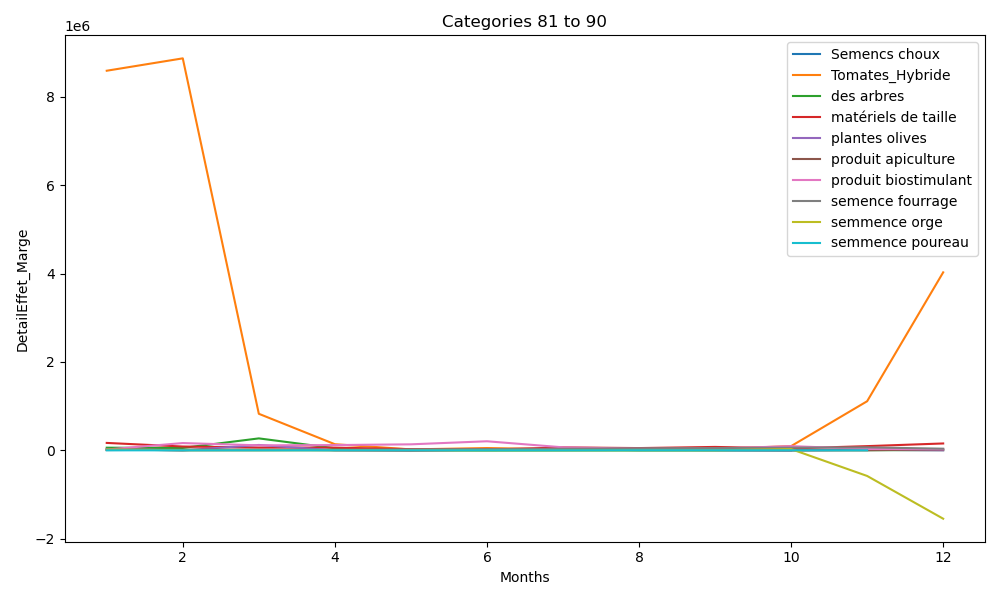 Categories 81 to 90
1e6
Semencs choux
Tomates_Hybride
des arbres
matériels de taille
plantes olives
produit apiculture
produit biostimulant
semence fourrage
semmence orge
semmence poureau
DetailEffet_Marge
8
6
4
2
0
−2
2
4
6
8
10
12
Months